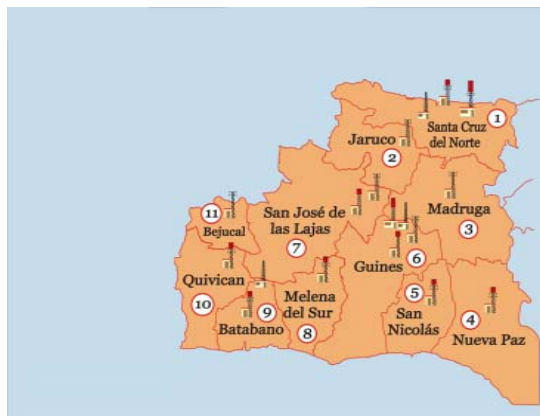 1
Santa Cruz
del Norte
Jaruco
2
Madruga
3
11
Bejucal
San José de
las Lajas
7
6
Guines
Quivican
10
Melena
del Sur
8
9
Batabano
5
San
Nicolás
4
Nueva Paz